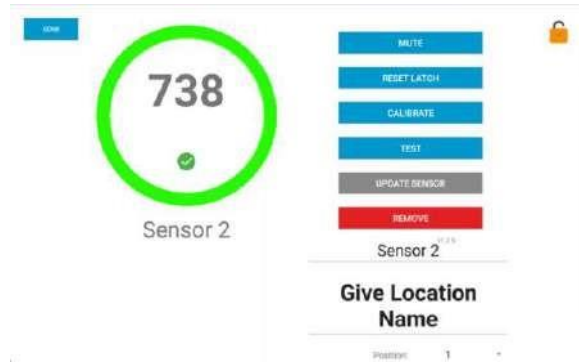 MUTE
738
RESET LATCH
CALIBRATE
TEST
UPDATE SENSOR
REMOVE
Sensor 2
Sensor 2
Give Location
Name
Position: 1